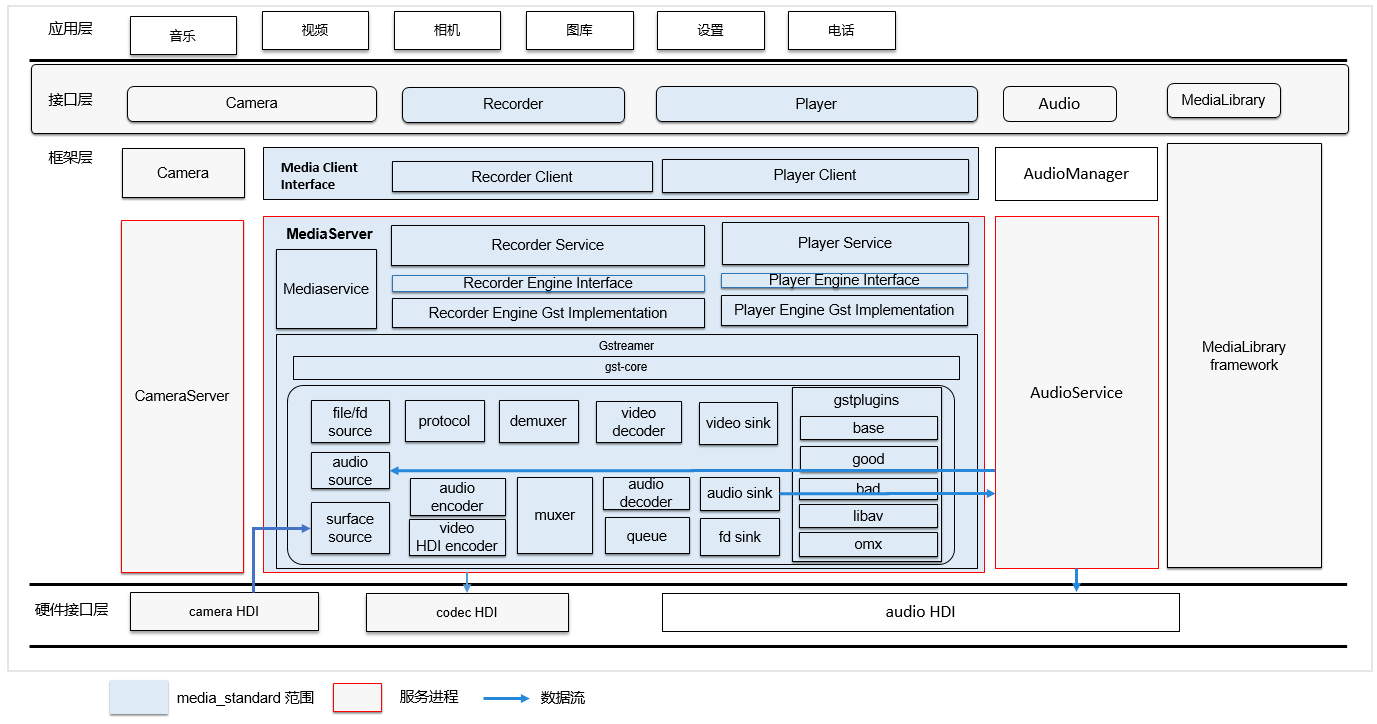 应用层
音乐
视频
相机
图库
设置
电话
接口层
Camera
Recorder
Player
Audio
MediaLibrary
框架层
Camera
Media Client
Interface
Recorder Client
Player Client
AudioManager
MediaLibrary
framework
CameraServer
MediaServer
Mediaservice
Recorder Service
Player Service
Recorder Engine Interface
Player Engine Interface
Recorder Engine Gst Implementation
Player Engine Gst Implementation
AudioService
Gstreamer
gst-core
file/fd
source
protocol
demuxer
video
decoder
video sink
gstplugins
base
good
bad
libav
omx
audio
source
surface
source
audio
encoder
video
HDI encoder
muxer
audio
decoder
queue
audio sink
fd sink
硬件接口层
camera HDI
codec HDI
audio HDI
media_standard 范围
服务进程
数据流